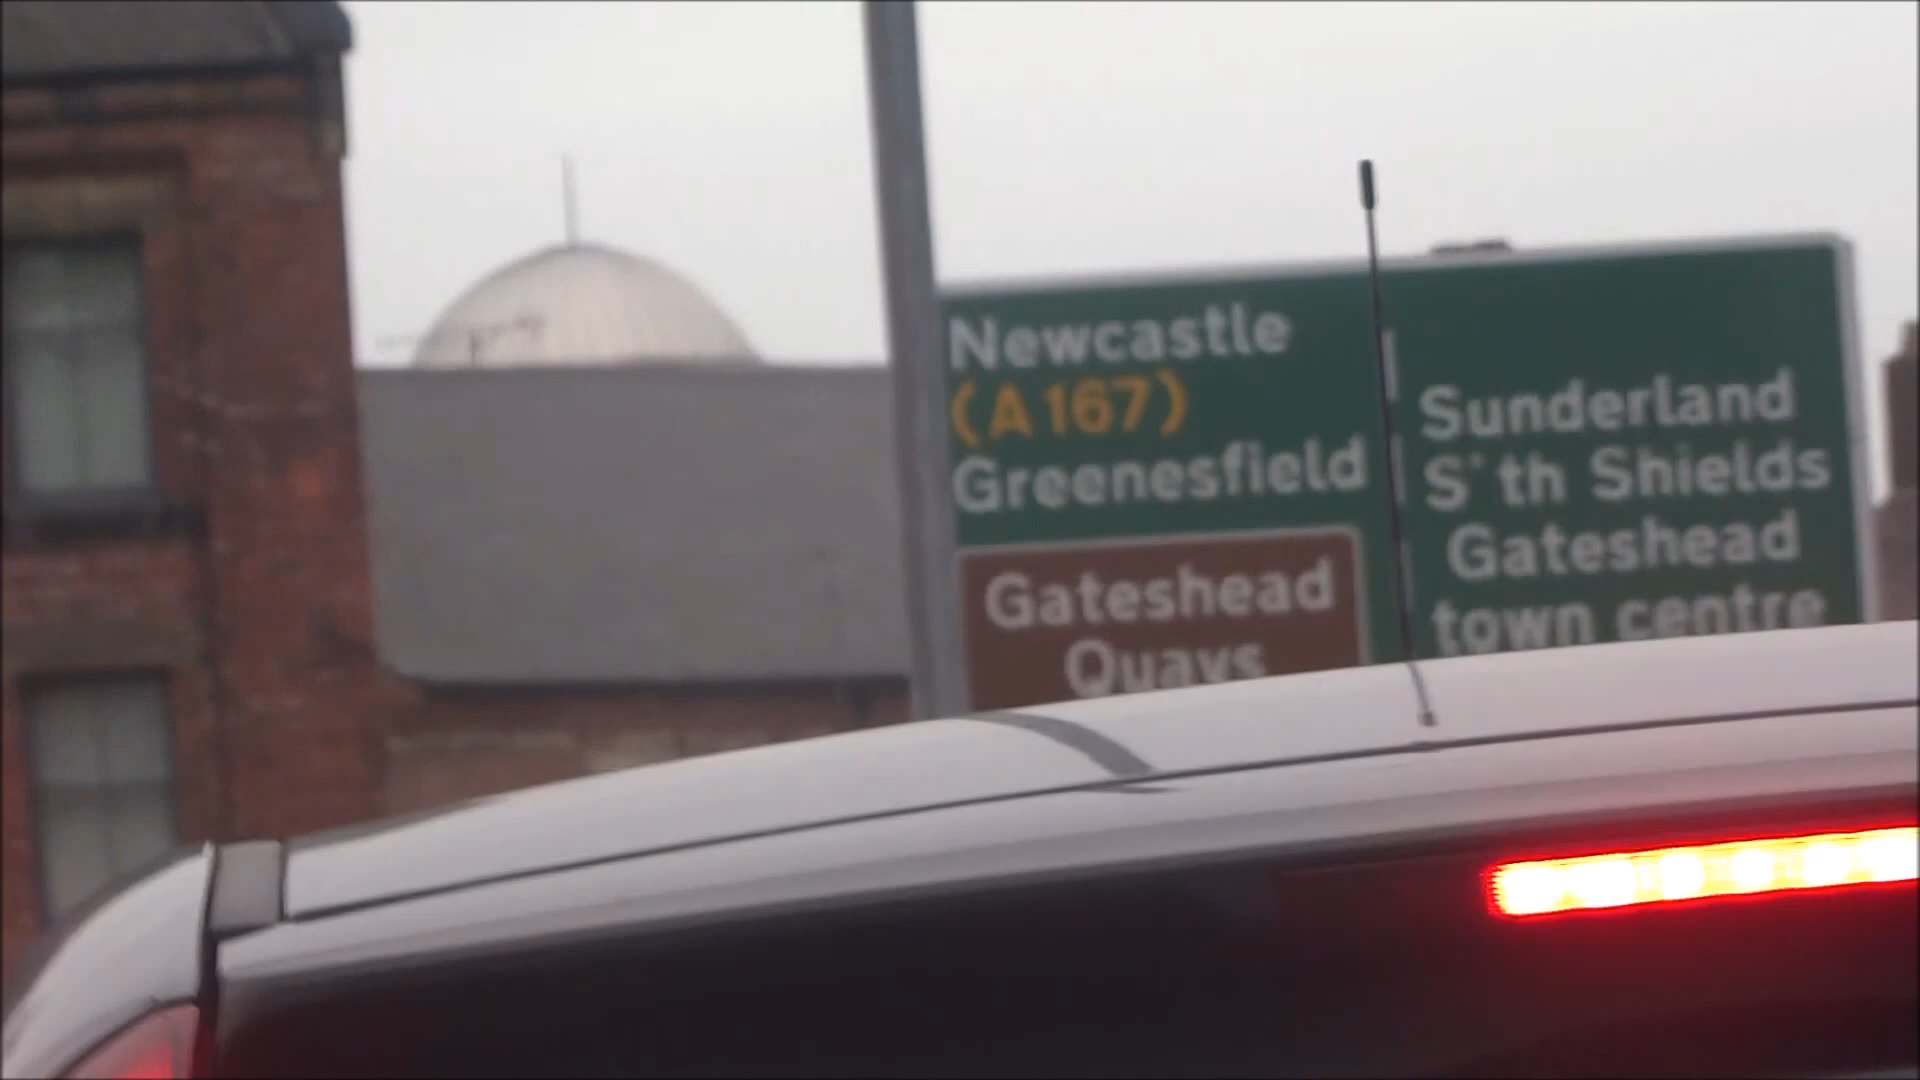 Newcastle
(A167)
Greenesfield
Gateshead
Quays
Sunderland
S'th Shields
Gateshead
town centre